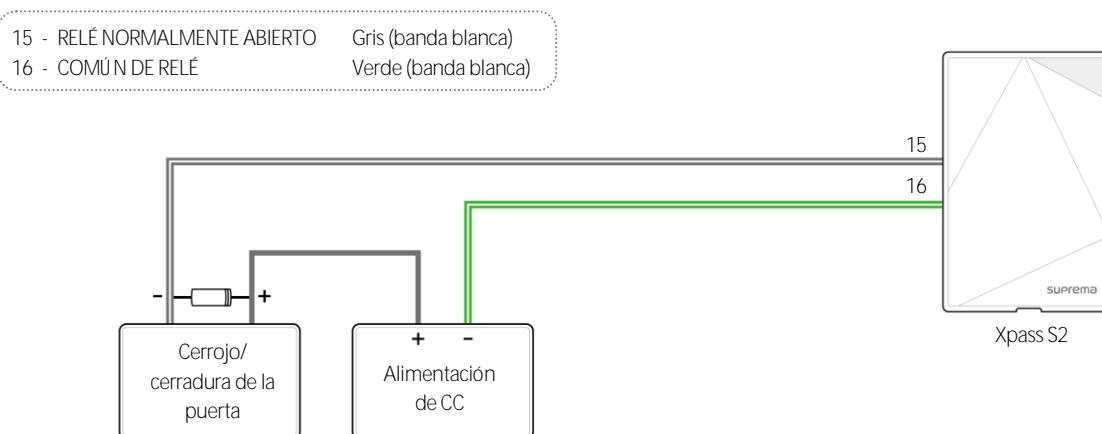 15 - RELÉ NORMALMENTE ABIERTO Gris (banda blanca)
16 - COMÚN DE RELÉ Verde (banda blanca)
15
16
- +
+ -
Cerrojo/
cerradura de la
puerta
Alimentación
de CC
suprema
Xpass S2